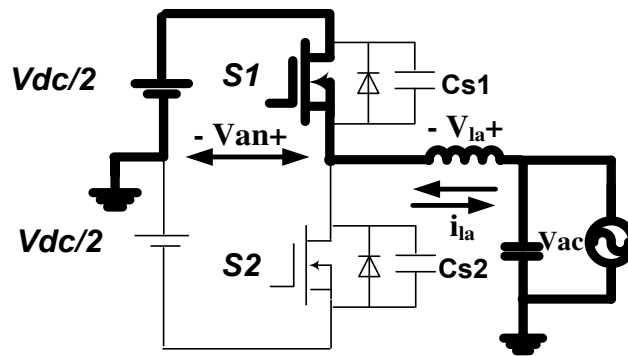 Vdc/2
S1
Cs1
- Van+
- Vla+
ila
Vac
Vdc/2
S2
Cs2